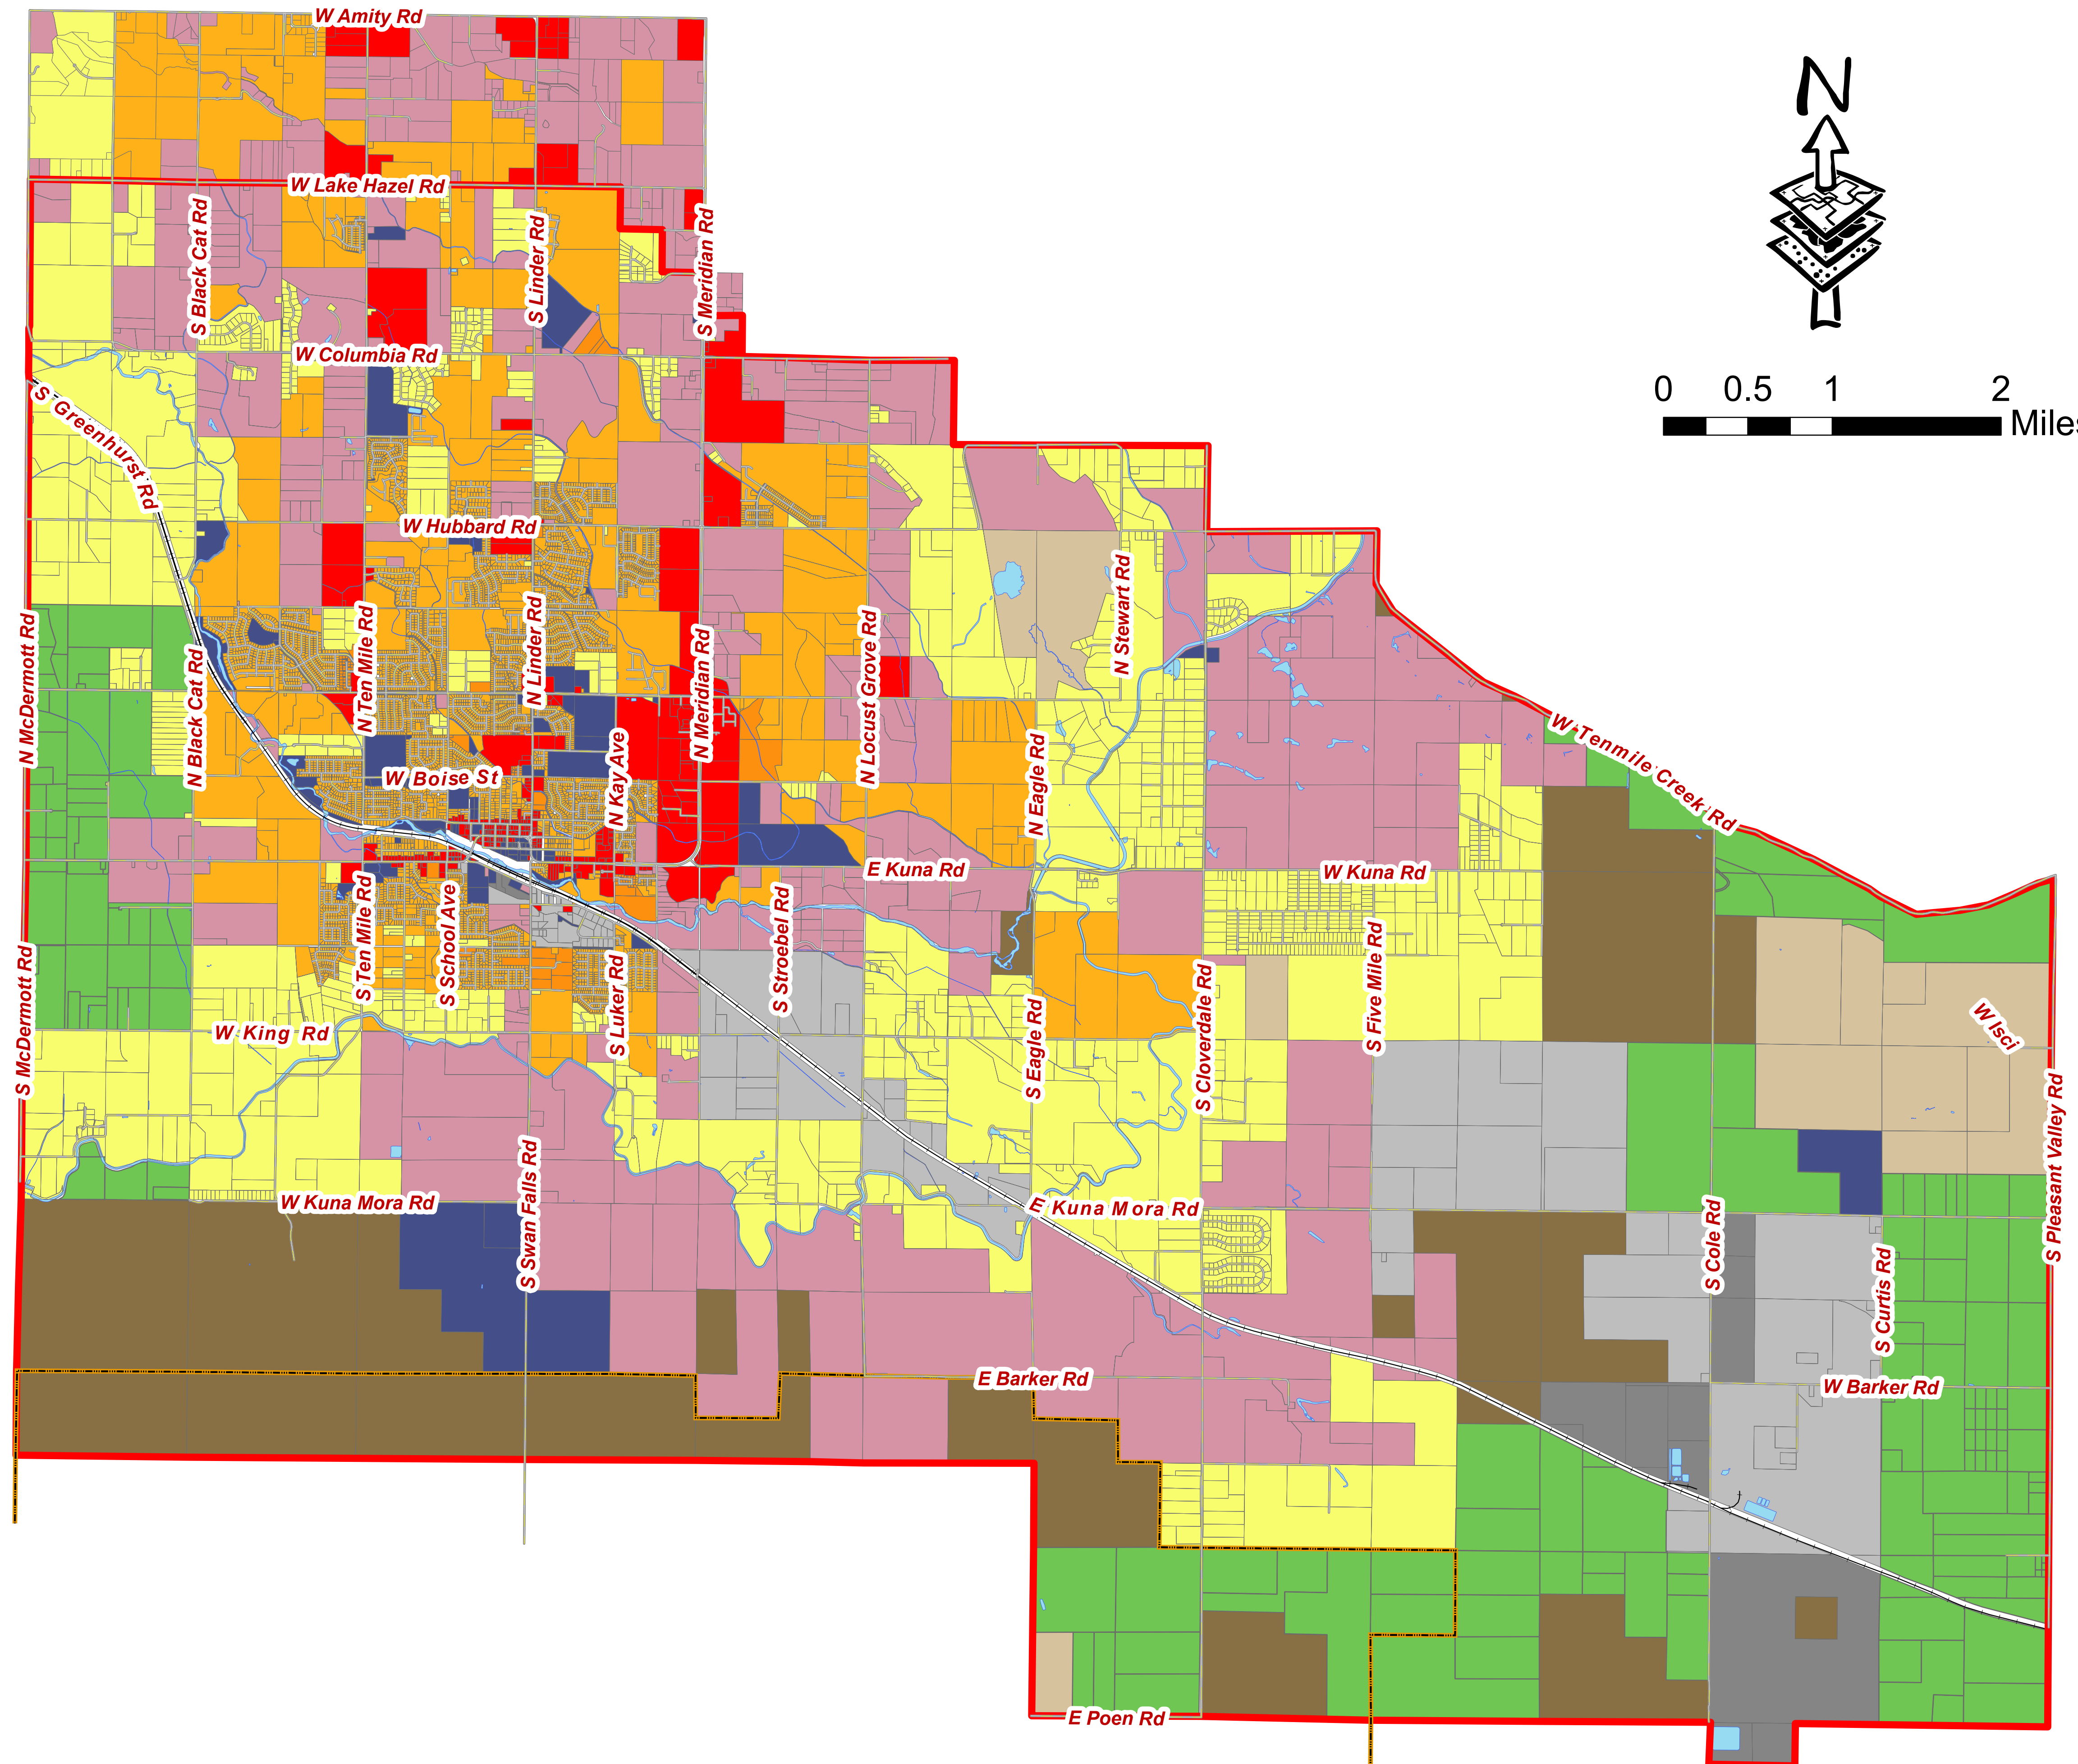 W Amity Rd
N
W Lake Hazel Rd
S Black Cat Rd
S Linder Rd
S Meridian Rd
W Columbia Rd
0 0.5 1 2
Miles
S Greenhurst Rd
W Hubbard Rd
N Stewart Rd
N McDermott Rd
N Ten Mile Rd
N Linder Rd
N Meridian Rd
N Locust Grove Rd
N Black Cat Rd
W Tenmile Creek Rd
N Kay Ave
W Boise St
N Eagle Rd
E Kuna Rd
W Kuna Rd
S McDermott Rd
S Ten Mile Rd
S School Ave
S Luker Rd
S Stroebel Rd
S Eagle Rd
S Cloverdale Rd
S Five Mile Rd
W Isci
W King Rd
S Pleasant Valley Rd
S Swan Falls Rd
W Kuna Mora Rd
E Kuna Mora Rd
S Cole Rd
S Curtis Rd
E Barker Rd
W Barker Rd
E Poen Rd